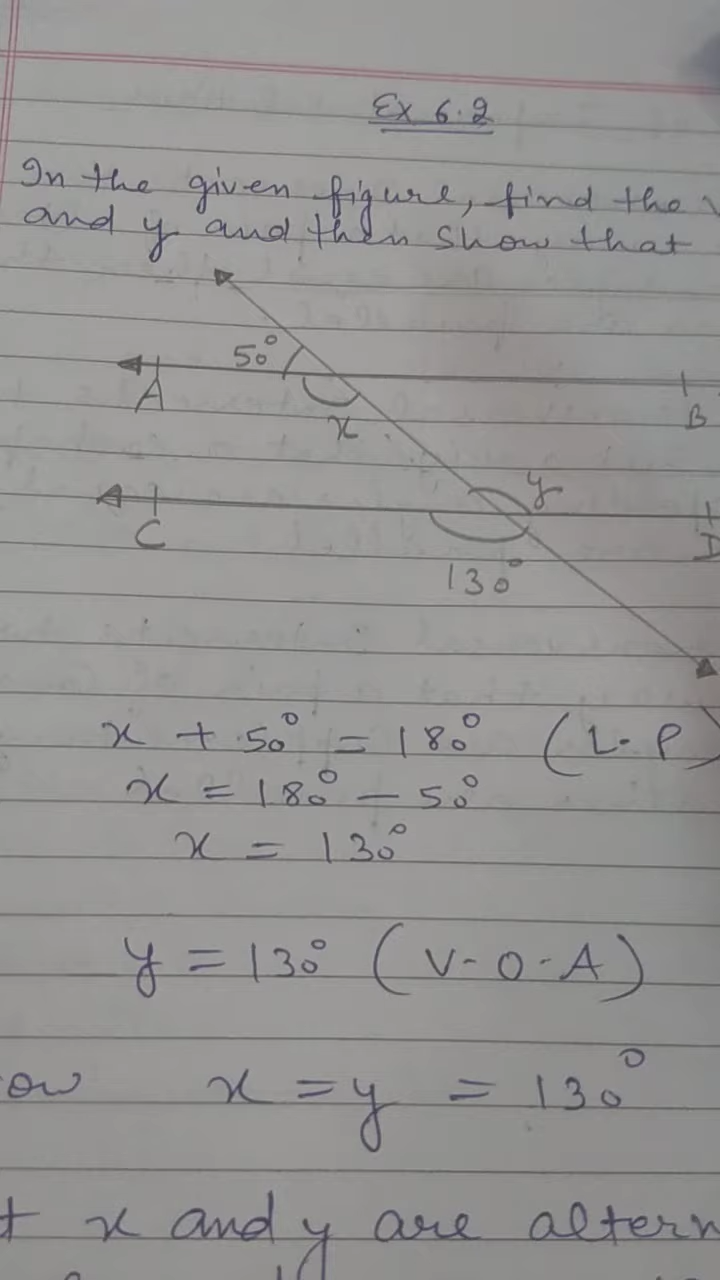 Ex 6.2
In the given figure, find the
and y and then show that
50°
A
B
x
y
C
D
130°
x + 50° = 180° (L-P)
x = 180° - 50°
x = 130°
y = 130° (V-O-A)
ow x = y = 130°
t x and y are altern